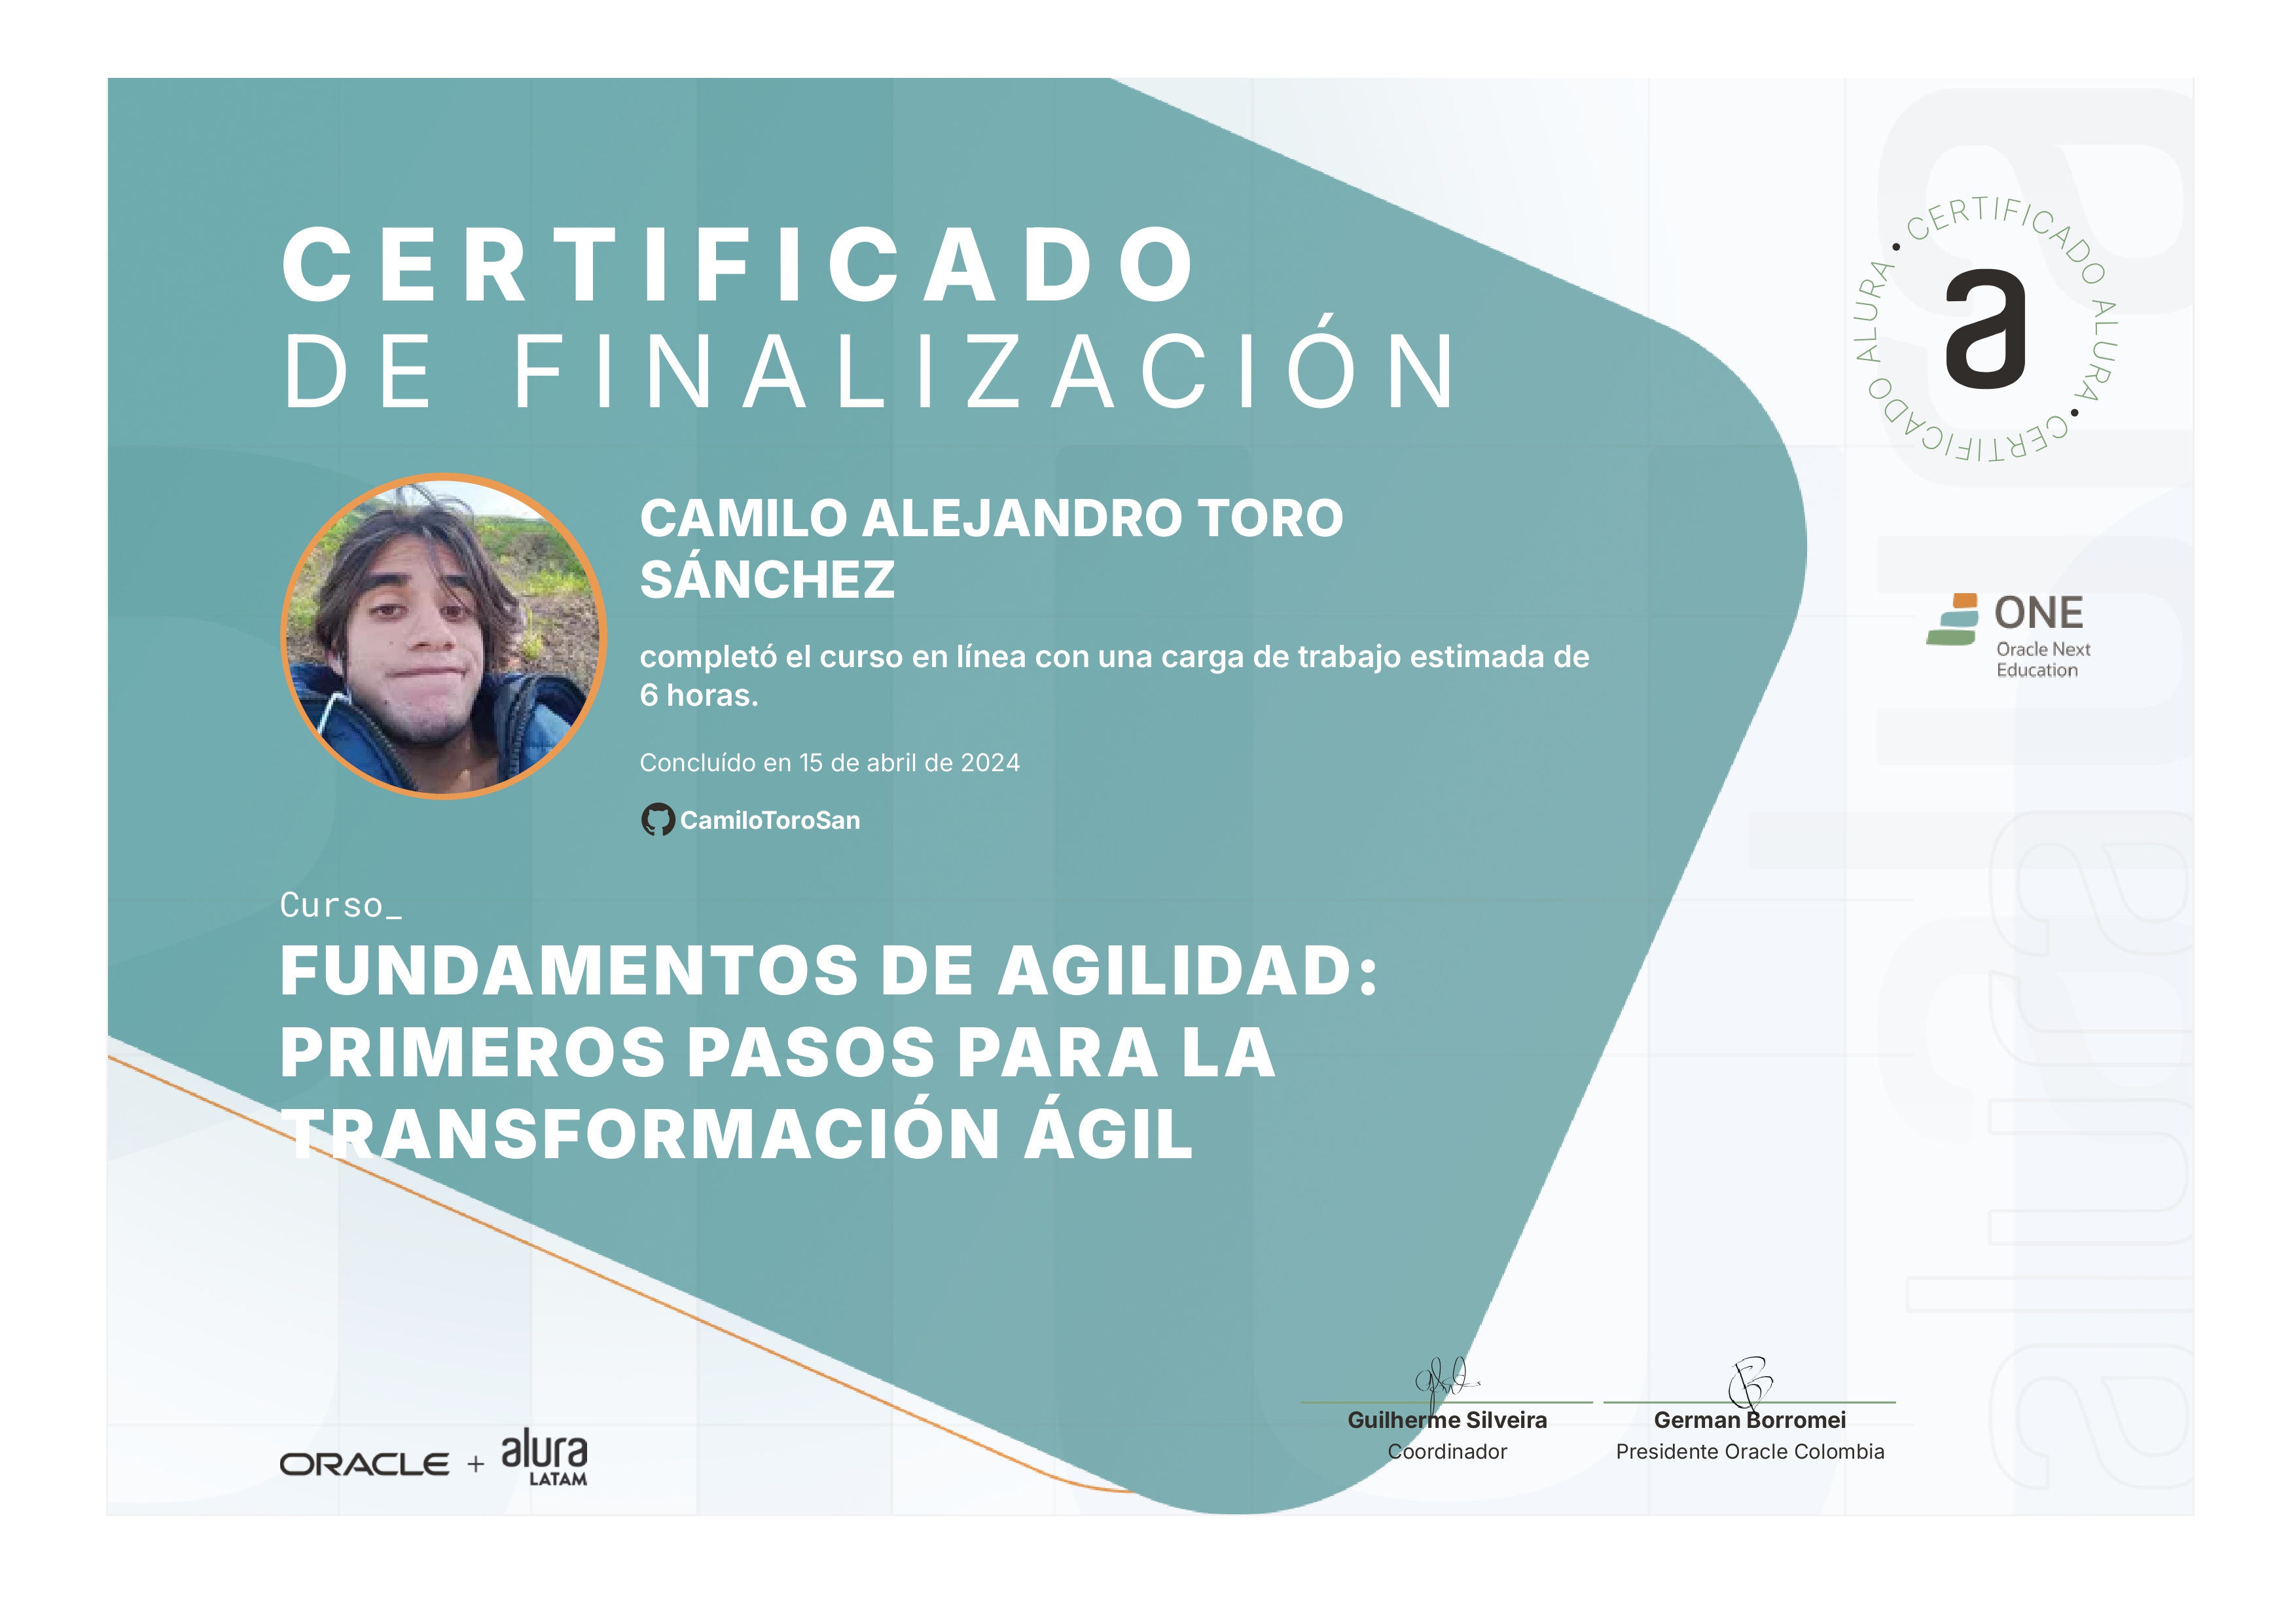 CERTIFICADO
DE FINALIZACIÓN
CERTIFICADO ALURA • CERTIFICADO ALURA •
a
CAMILO ALEJANDRO TORO
SÁNCHEZ
completó el curso en línea con una carga de trabajo estimada de
6 horas.
Concluído en 15 de abril de 2024
CamiloToroSan
ONE
Oracle Next
Education
Curso_
FUNDAMENTOS DE AGILIDAD:
PRIMEROS PASOS PARA LA
TRANSFORMACIÓN ÁGIL
alura
alura
Guilherme Silveira
Coordinador
German Borromei
Presidente Oracle Colombia
ORACLE + alura
LATAM